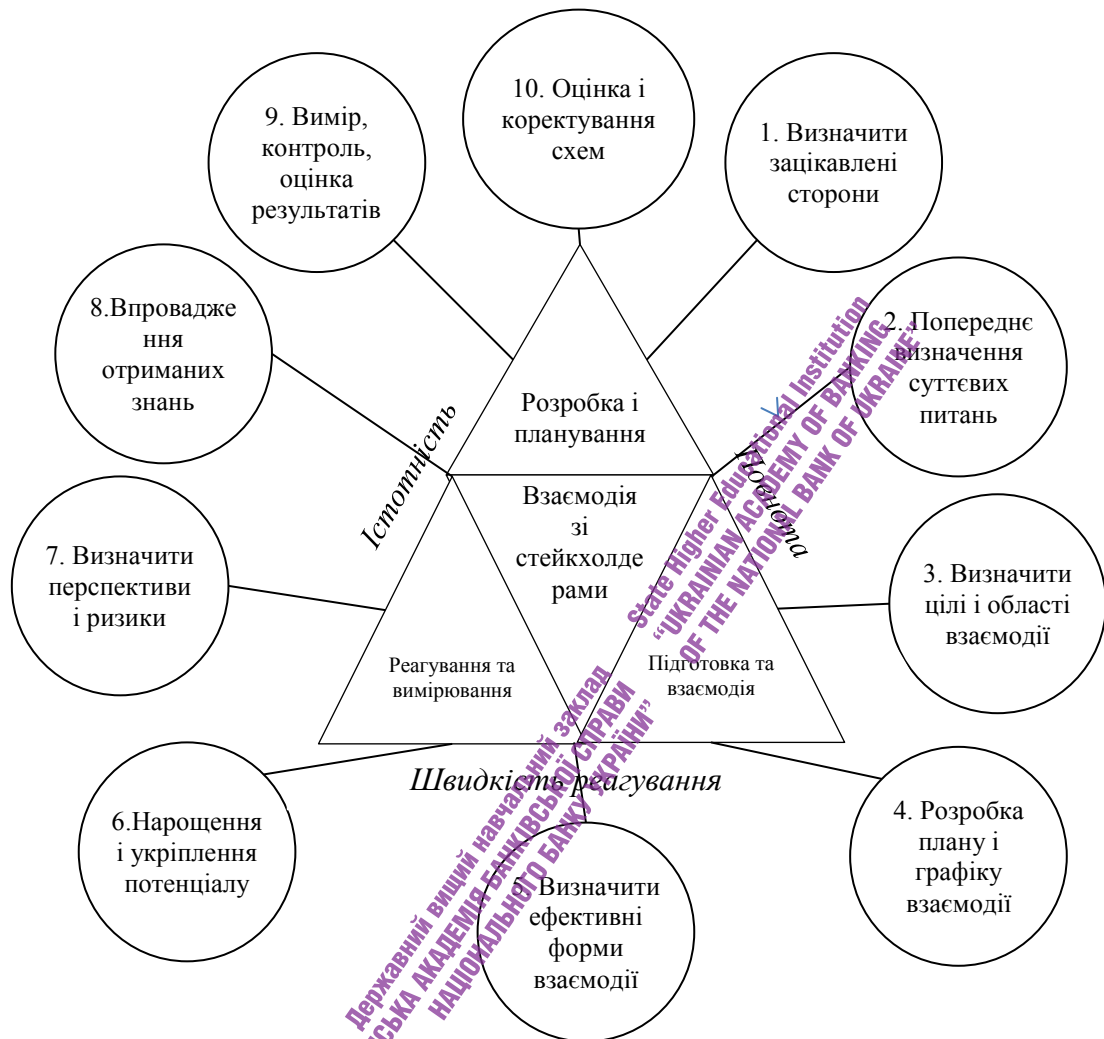 10. Оцінка і
коректування
схем
1. Визначити
зацікавлені
сторони
2. Попереднє
визначення
суттєвих
питань
3. Визначити
цілі і області
взаємодії
4. Розробка
плану і
графіку
взаємодії
5. Визначити
ефективні
форми
взаємодії
6.Нарощення
і укріплення
потенціалу
7. Визначити
перспективи
і ризики
8.Впровадже
ння
отриманих
знань
9. Вимір,
контроль,
оцінка
результатів
Розробка і
планування
Взаємодія
зі
стейкхолде
рами
Реагування та
вимірювання
Підготовка та
взаємодія
Істотність
Повнота
Швидкість реагування
State Higher Educational Institution
“UKRAINIAN ACADEMY OF BANKING
OF THE NATIONAL BANK OF UKRAINE”
Державний вищий навчальний заклад
АКАДЕМІЯ БАНКІВСЬКОЇ СПРАВИ
НАЦІОНАЛЬНОГО БАНКУ УКРАЇНИ”